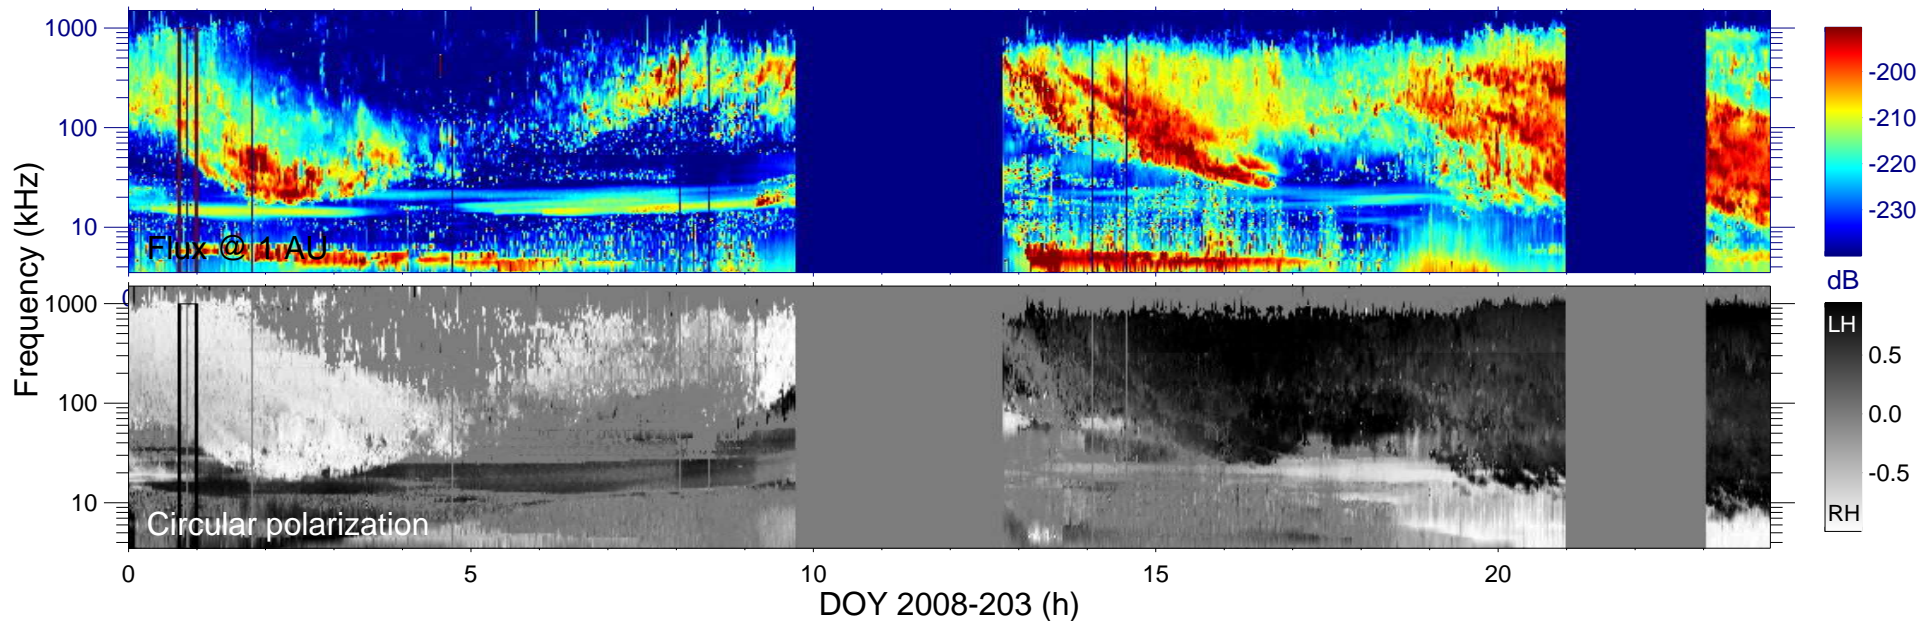 1000
100
10
Flux @ 1 AU
-200
-210
-220
-230
dB
Frequency (kHz)
1000
100
10
Circular polarization
LH
0.5
0.0
-0.5
RH
0 5 10 15 20
DOY 2008-203 (h)